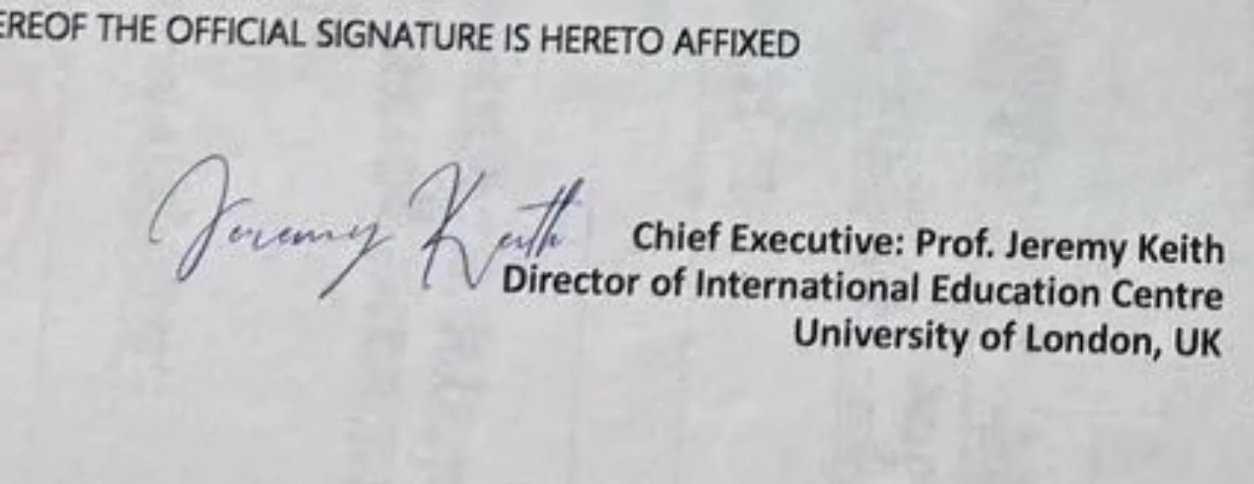 EREOF THE OFFICIAL SIGNATURE IS HERETO AFFIXED
Jeremy Keith
Chief Executive: Prof. Jeremy Keith
Director of International Education Centre
University of London, UK